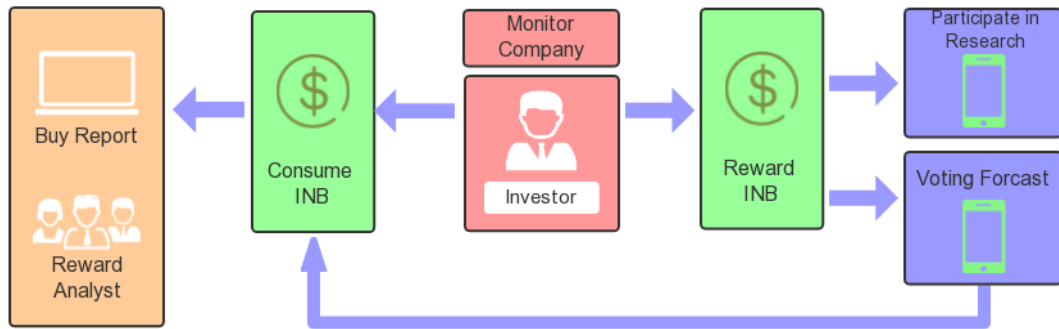 Buy Report
Reward
Analyst
Consume
INB
Monitor
Company
Investor
Reward
INB
Participate in
Research
Voting Forcast